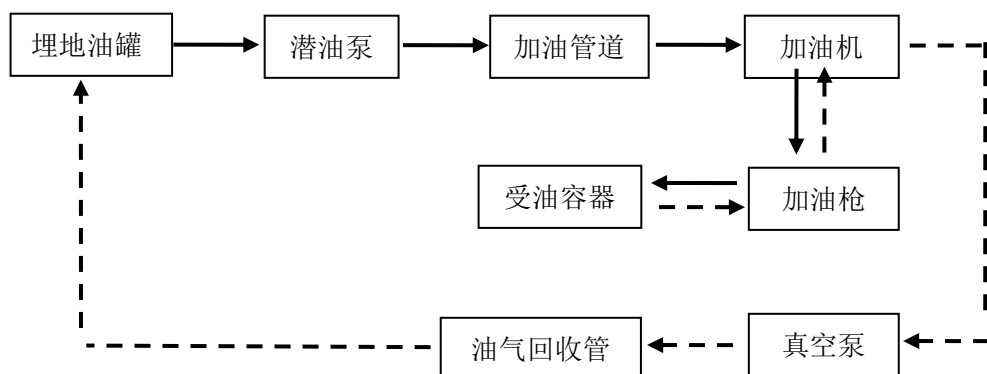 埋地油罐
潜油泵
加油管道
加油机
受油容器
加油枪
油气回收管
真空泵